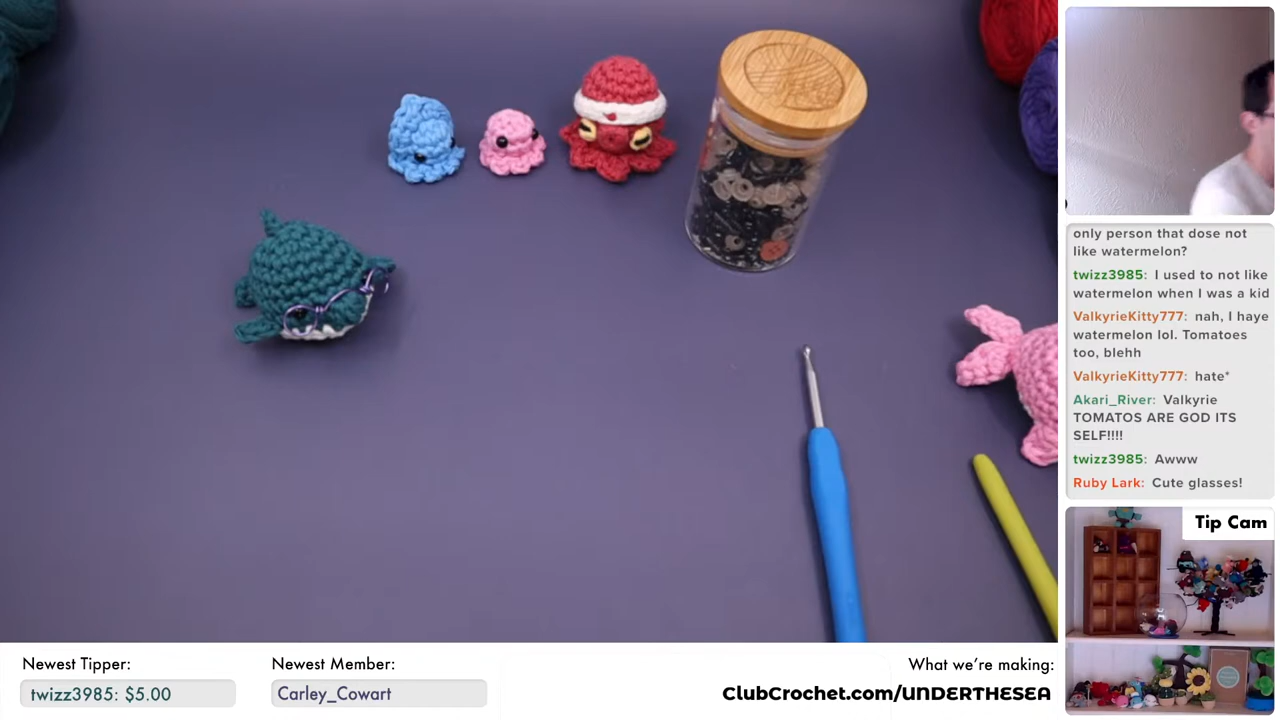 only person that dose not
like watermelon?
twizz3985: I used to not like
watermelon when I was a kid
ValkyrieKitty777: nah, I haye
watermelon lol. Tomatoes
too, blehh
ValkyrieKitty777: hate*
Akari_River: Valkyrie
TOMATOS ARE GOD ITS
SELF!!!!
twizz3985: Awww
Ruby Lark: Cute glasses!
Tip Cam
Newest Tipper:
twizz3985: $5.00
Newest Member:
Carley_Cowart
What we're making:
ClubCrochet.com/UNDERTHESEA